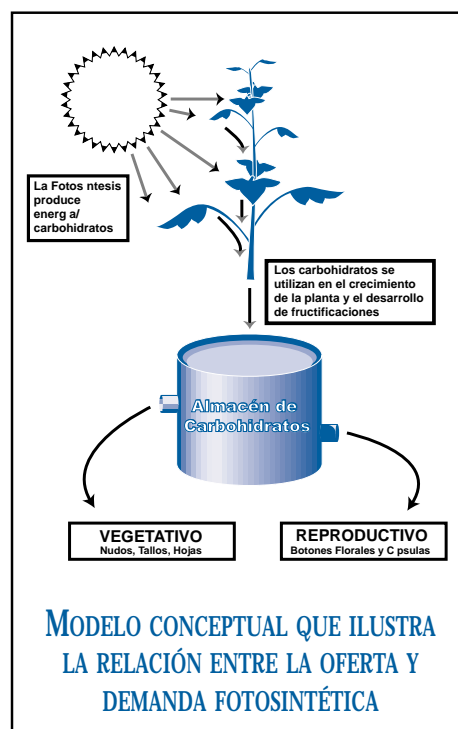 La Fotos ntesis
produce
energ a/
carbohidratos
Los carbohidratos se
utilizan en el crecimiento
de la planta y el desarrollo
de fructificaciones
Almacén de
Carbohidratos
VEGETATIVO
Nudos, Tallos, Hojas
REPRODUCTIVO
Botones Florales y C psulas
MODELO CONCEPTUAL QUE ILUSTRA
LA RELACIÓN ENTRE LA OFERTA Y
DEMANDA FOTOSINTÉTICA